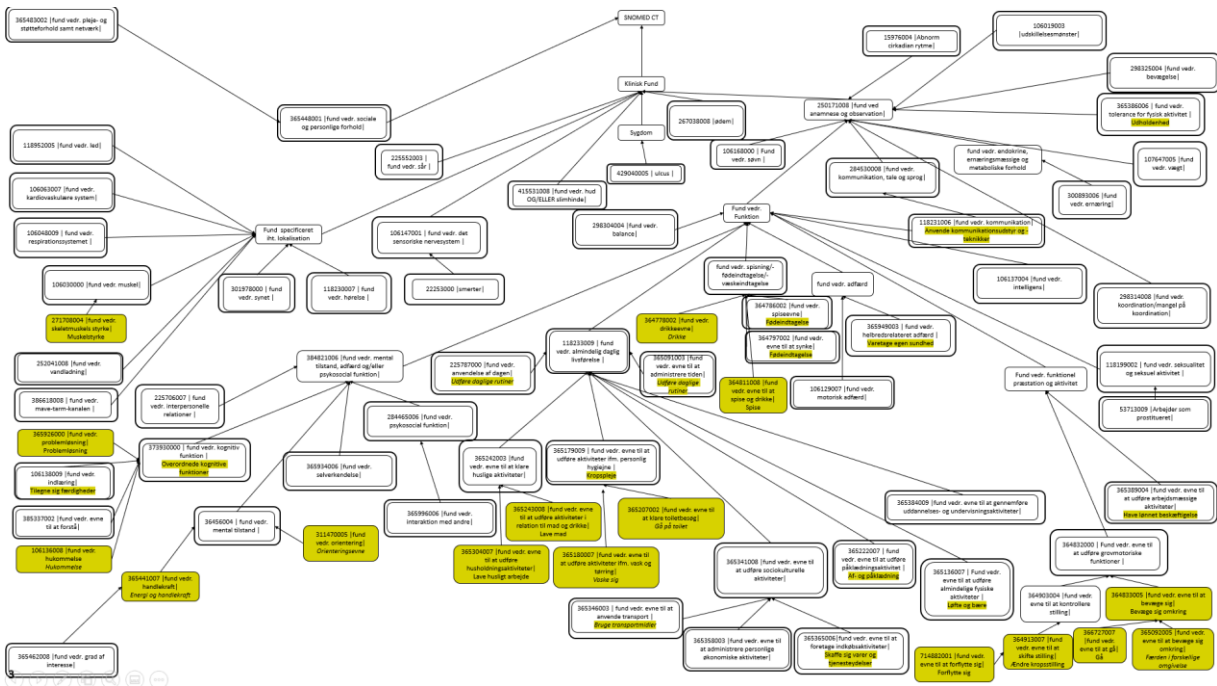 365483002 |fund vedr. pleje- og
støtteforhold samt netværk|
SNOMED CT
106019003
|udskillelsesmønster|
15976004 |Abnorm
cirkadian rytme|
298325004 |fund vedr.
bevægelse|
Klinisk Fund
365448001 |fund vedr. sociale
og personlige forhold|
267038008 |ødem|
250171008 |fund ved
anamnese og observation|
365386006 |fund vedr.
tolerance for fysisk aktivitet |
Udholdenhed
Sygdom
118952005 |fund vedr. led|
225552003 |
fund vedr. sår |
106168000 | Fund
vedr. søvn |
fund vedr. endokrine,
ernæringsmæssige og
metaboliske forhold
107647005 |fund
vedr. vægt|
429040005 | ulcus |
284530008 |fund vedr.
kommunikation, tale og sprog|
106063007 |fund vedr.
kardiovaskulære system|
415531008 |fund vedr. hud
OG/ELLER slimhinde|
300893006 |fund
vedr. ernæring|
Fund vedr.
Funktion
106048009 |fund vedr.
respirationssystemet |
Fund specificeret
iht. lokalisation
106147001 |fund vedr. det
sensoriske nervesystem |
298304004 |fund vedr.
balance|
118231006 |fund vedr. kommunikation|
Anvende kommunikationsudstyr og -
teknikker
106030000 |fund vedr. muskel|
301978000 | fund
vedr. synet |
118230007 | fund
vedr. hørelse |
22253000 |smerter|
fund vedr. spisning/-
fødeindtagelse/-
væskeindtagelse
fund vedr. adfærd
106137004 |fund vedr.
intelligens|
298314008 |fund vedr.
koordination/mangel på
koordination|
271708004 |fund vedr.
skeletmuskels styrke|
Muskelstyrke
364778002 |fund vedr.
drikkeevne|
Drikke
364786002 |fund vedr.
spiseevne|
Fødeindtagelse
364797002 |fund vedr.
evne til at synke|
Fødeindtagelse
365949003 |fund vedr.
helbredsrelateret adfærd|
Varetage egen sundhed
252041008 |fund vedr.
vandladning|
384821006 |fund vedr. mental
tilstand, adfærd og/eller
psykosocial funktion|
225787000 |fund vedr.
anvendelse af dagen|
Udføre daglige rutiner
118233009 |fund
vedr. almindelig daglig
livsførelse|
365091003 |fund vedr.
evne til at administrere tiden|
Udføre daglige
rutiner
364811008 |fund
vedr. evne til at
spise og drikke|
Spise
106129007 |fund vedr.
motorisk adfærd|
Fund vedr. funktionel
præstation og aktivitet
118199002 |fund vedr. seksualitet
og seksuel aktivitet|
386618008 |fund vedr.
mave-tarm-kanalen|
225706007 | fund
vedr. interpersonelle
relationer |
284465006 |fund vedr.
psykosocial funktion|
53713009 |Arbejder som
prostitueret|
365926000 |fund vedr.
problemløsning|
Problemløsning
373930000 | fund vedr. kognitiv
funktion |
Overordnede kognitive
funktioner
365934006 |fund vedr.
selverkendelse|
365242003 |
fund vedr. evne til at klare
huslige aktiviteter|
365179009 |fund vedr. evne til at
udføre aktiviteter ifm. personlig
hygiejne|
Kropspleje
106138009 |fund vedr.
indlæring|
Tilegne sig færdigheder
365996006 |fund vedr.
interaktion med andre|
365243008 |fund vedr. evne
til at udføre aktiviteter i
relation til mad og drikke|
Lave mad
365207002 |fund vedr. evne til
at klare toiletbesøg|
Gå på toilet
365384009 |fund vedr. evne til at gennemføre
uddannelses- og undervisningsaktiviteter|
365389004 |fund vedr. evne til
at udføre arbejdsmæssige
aktiviteter|
Have lønnet beskæftigelse
385337002 |fund vedr. evne
til at forstå|
36456004 |fund vedr.
mental tilstand |
311470005 |fund
vedr. orientering|
Orienteringsevne
106136008 |fund vedr.
hukommelse
Hukommelse
365304007 |fund vedr. evne
til at udføre
husholdningsaktiviteter|
Lave husligt arbejde
365180007 |fund vedr. evne til
at udføre aktiviteter ifm. vask og
tørring|
Vaske sig
365341008 |fund vedr. evne til
at udføre sociokulturelle
aktiviteter|
365222007 |fund
vedr. evne til at udføre
påklædningsaktivitet |
Af- og påklædning
365136007 |fund vedr.
evne til at udføre
almindelige fysiske
aktiviteter |
Løfte og bære
364832000 |fund vedr. evne til
at udføre grovmotoriske
funktioner |
365441007 |fund vedr.
handlekraft|
Energi og handlekraft
364903004 |fund vedr.
evne til at kontrollere
stilling|
364833005 |fund vedr. evne til at
bevæge sig|
Bevæge sig omkring
365346003 |fund vedr. evne til at
anvende transport |
Bruge transportmidler
365462008 |fund vedr. grad af
interesse|
365358003 |fund vedr. evne til
at administrere personlige
økonomiske aktiviteter|
365365006|fund vedr. evne til at
foretage indkøbsaktiviteter|
Skaffe sig varer og
tjenesteydelser
714882001 |fund vedr.
evne til at forflytte sig|
Forflytte sig
364913007 |fund
vedr. evne til at
skifte stilling|
Ændre kropsstilling
366727007 |fund
vedr. evne til at gå|
Gå
365092005 |fund vedr.
evne til at bevæge sig
omkring|
Færden i forskellige
omgivelser
3